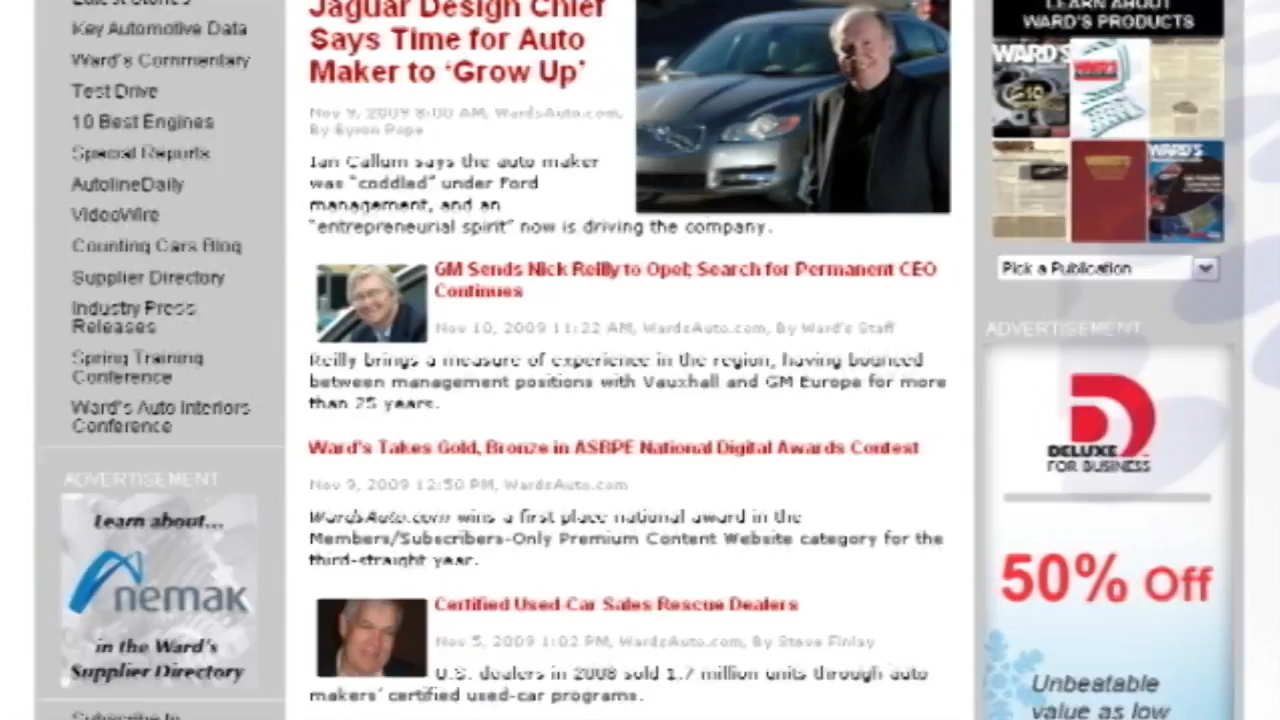 Latest Stories
Key Automotive Data
Ward's Commentary
Test Drive
10 Best Engines
Special Reports
AutolineDaily
VideoWire
Counting Cars Blog
Supplier Directory
Industry Press
Releases
Spring Training
Conference
Ward's Auto Interiors
Conference
ADVERTISEMENT
Learn about...
nemak
in the Ward's
Supplier Directory
Subscribe to
Jaguar Design Chief
Says Time for Auto
Maker to ‘Grow Up’
Nov 9, 2009 8:00 AM, WardsAuto.com,
By Byron Pope
Ian Callum says the auto maker
was "coddled" under Ford
management, and an
"entrepreneurial spirit" now is driving the company.
GM Sends Nick Reilly to Opel; Search for Permanent CEO
Continues
Nov 10, 2009 11:22 AM, WardsAuto.com, By Ward's Staff
Reilly brings a measure of experience in the region, having bounced
between management positions with Vauxhall and GM Europe for more
than 25 years.
Ward's Takes Gold, Bronze in ASBPE National Digital Awards Contest
Nov 9, 2009 12:50 PM, WardsAuto.com
WardsAuto.com wins a first place national award in the
Members/Subscribers-Only Premium Content Website category for the
third-straight year.
Certified Used-Car Sales Rescue Dealers
Nov 5, 2009 1:02 PM, WardsAuto.com, By Steve Finlay
U.S. dealers in 2008 sold 1.7 million units through auto
makers' certified used-car programs.
LEARN ABOUT
WARD'S PRODUCTS
WARD'S
WARD'S
Pick a Publication
ADVERTISEMENT
DELUXE
FOR BUSINESS
50% Off
Unbeatable
value as low